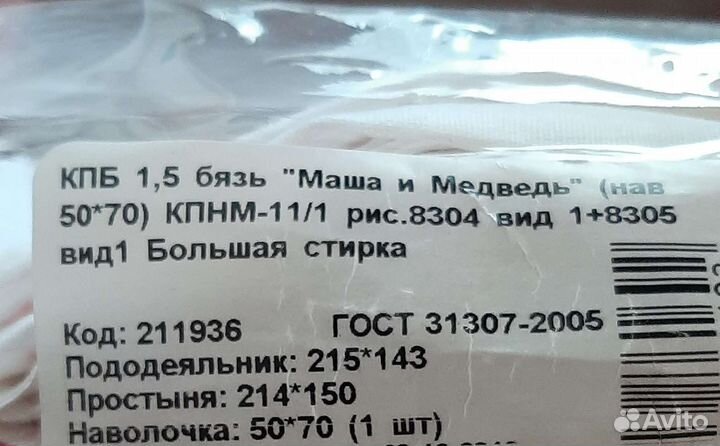 КПБ 1,5 бязь "Маша и Медведь" (нав
50*70) КПНМ-11/1 рис.8304 вид 1+8305
вид1 Большая стирка
Код: 211936 ГОСТ 31307-2005
Пододеяльник: 215*143
Простыня: 214*150
Наволочка: 50*70 (1 шт)
Avito